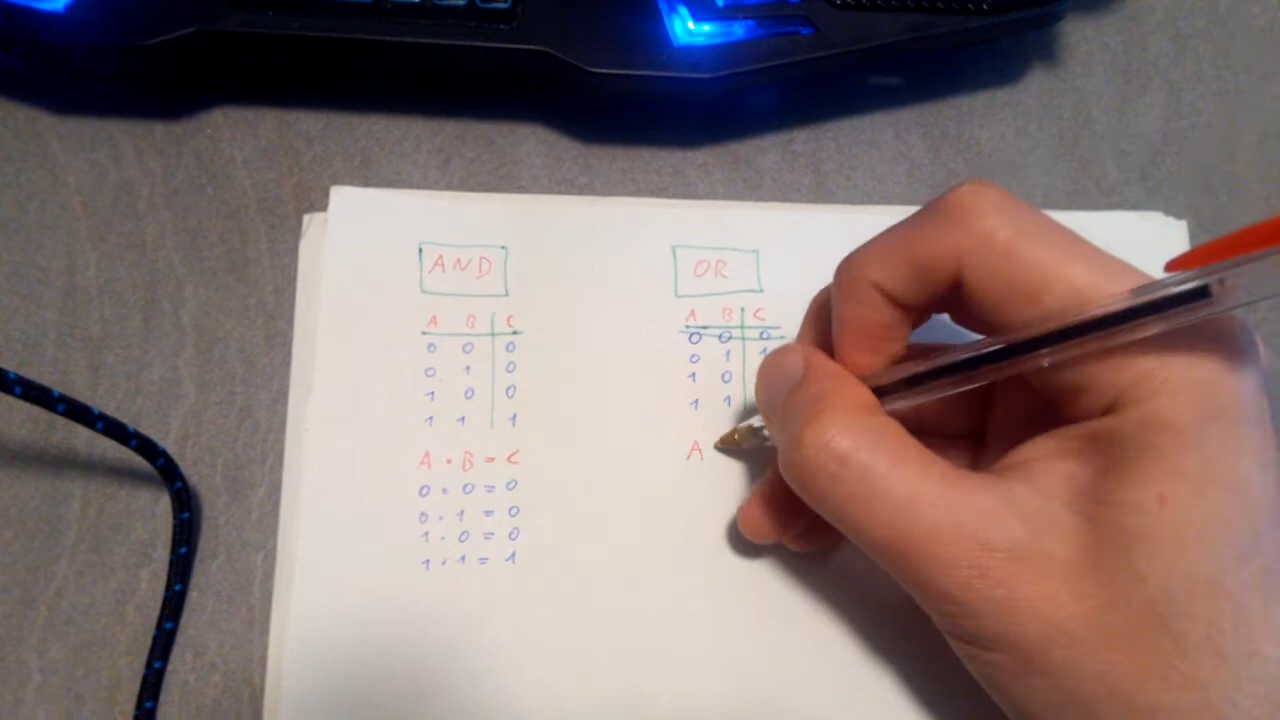 AND
A B C
0 0 0
0 1 0
1 0 0
1 1 1
A · B = C
0 · 0 = 0
0 · 1 = 0
1 · 0 = 0
1 · 1 = 1
OR
A B C
0 0 0
0 1 1
1 0
1 1
A